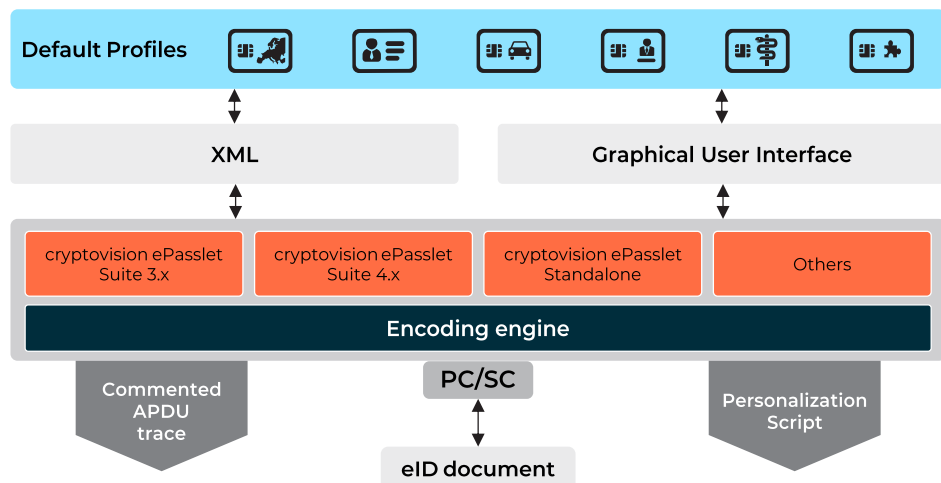 Default Profiles
XML
Graphical User Interface
cryptovision ePasslet
Suite 3.x
cryptovision ePasslet
Suite 4.x
cryptovision ePasslet
Standalone
Others
Encoding engine
Commented
APDU
trace
PC/SC
Personalization
Script
eID document